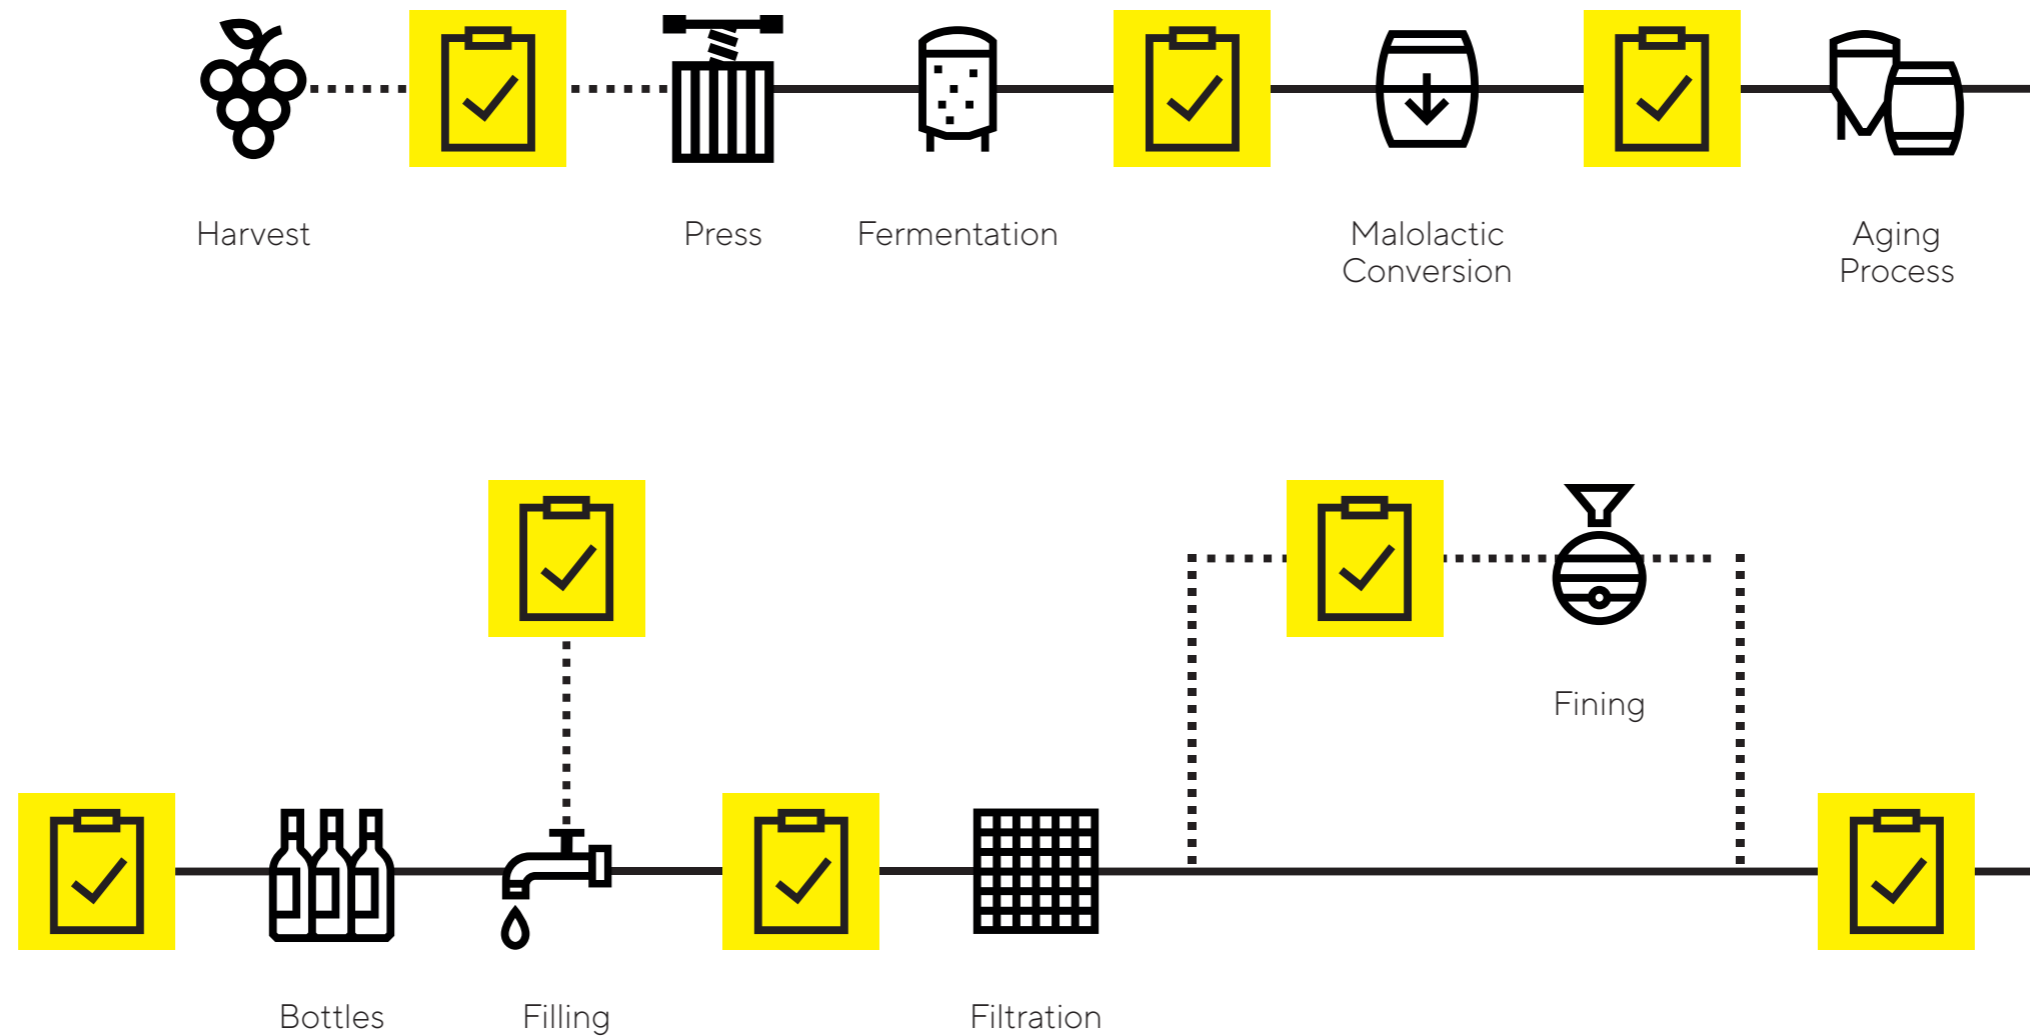 Harvest
Press
Fermentation
Malolactic
Conversion
Aging
Process
Fining
Bottles
Filling
Filtration